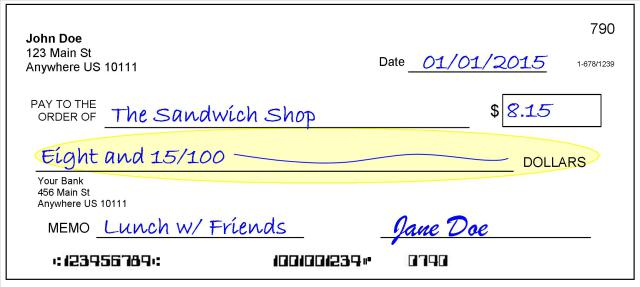 790
John Doe
123 Main St
Anywhere US 10111
Date 01/01/2015 1-678/1239
PAY TO THE
ORDER OF The Sandwich Shop $ 8.15
Eight and 15/100 DOLLARS
Your Bank
456 Main St
Anywhere US 10111
MEMO Lunch w/ Friends Jane Doe
⑆123956789⑆ 1001001239⑈ 0790